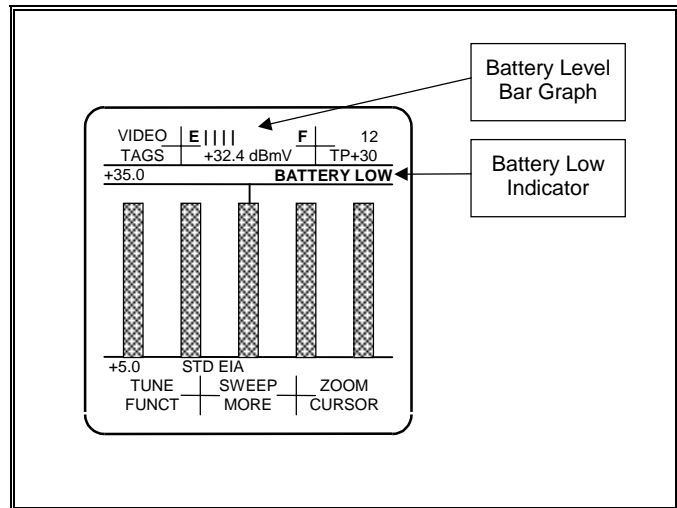 Battery Level
Bar Graph
VIDEO E |||| F 12
TAGS +32.4 dBmV TP+30
+35.0 BATTERY LOW
Battery Low
Indicator
+5.0 STD EIA
TUNE SWEEP ZOOM
FUNCT MORE CURSOR